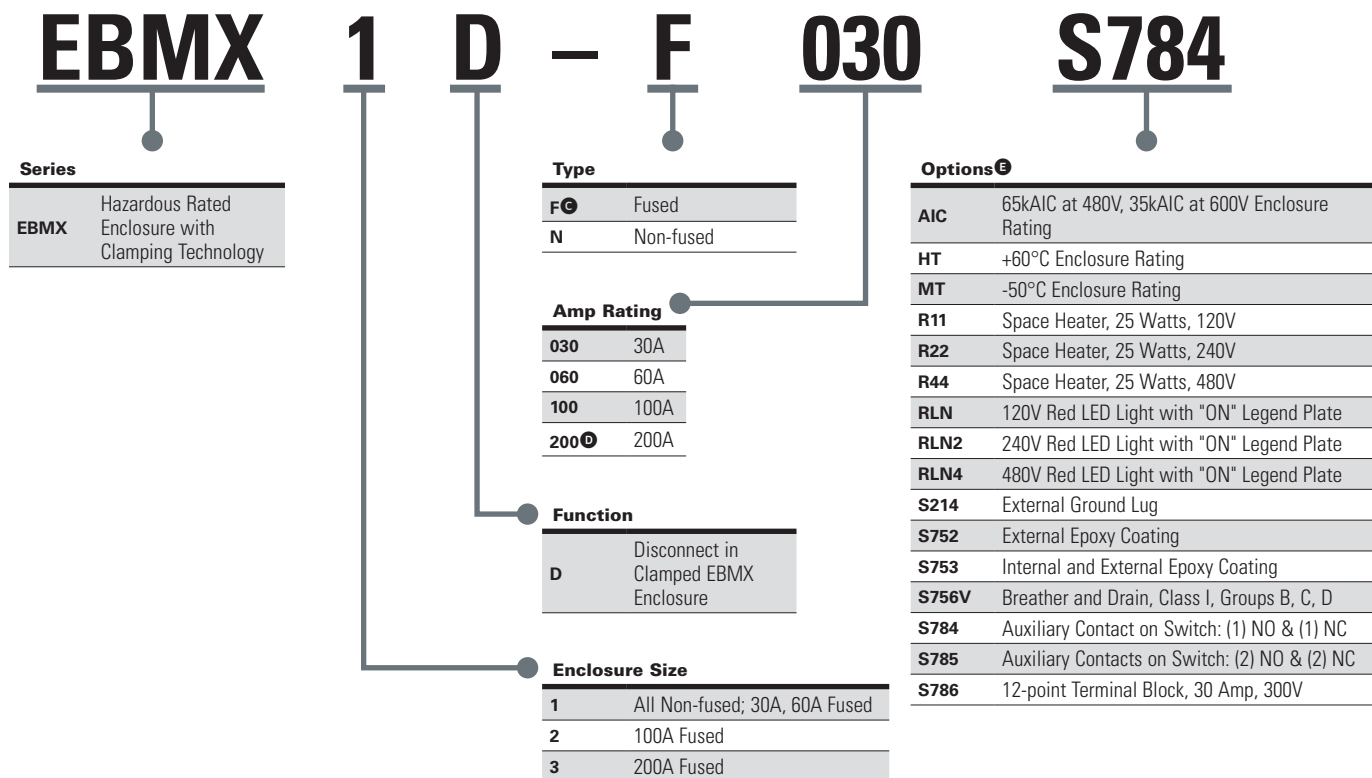 EBMX 1 D – F 030 S784
Series
EBMX Hazardous Rated
Enclosure with
Clamping Technology
Type
FC Fused
N Non-fused
Amp Rating
030 30A
060 60A
100 100A
200D 200A
Function
D Disconnect in
Clamped EBMX
Enclosure
Enclosure Size
1 All Non-fused; 30A, 60A Fused
2 100A Fused
3 200A Fused
OptionsE
AIC 65kAIC at 480V, 35kAIC at 600V Enclosure
Rating
HT +60°C Enclosure Rating
MT -50°C Enclosure Rating
R11 Space Heater, 25 Watts, 120V
R22 Space Heater, 25 Watts, 240V
R44 Space Heater, 25 Watts, 480V
RLN 120V Red LED Light with "ON" Legend Plate
RLN2 240V Red LED Light with "ON" Legend Plate
RLN4 480V Red LED Light with "ON" Legend Plate
S214 External Ground Lug
S752 External Epoxy Coating
S753 Internal and External Epoxy Coating
S756V Breather and Drain, Class I, Groups B, C, D
S784 Auxiliary Contact on Switch: (1) NO & (1) NC
S785 Auxiliary Contacts on Switch: (2) NO & (2) NC
S786 12-point Terminal Block, 30 Amp, 300V